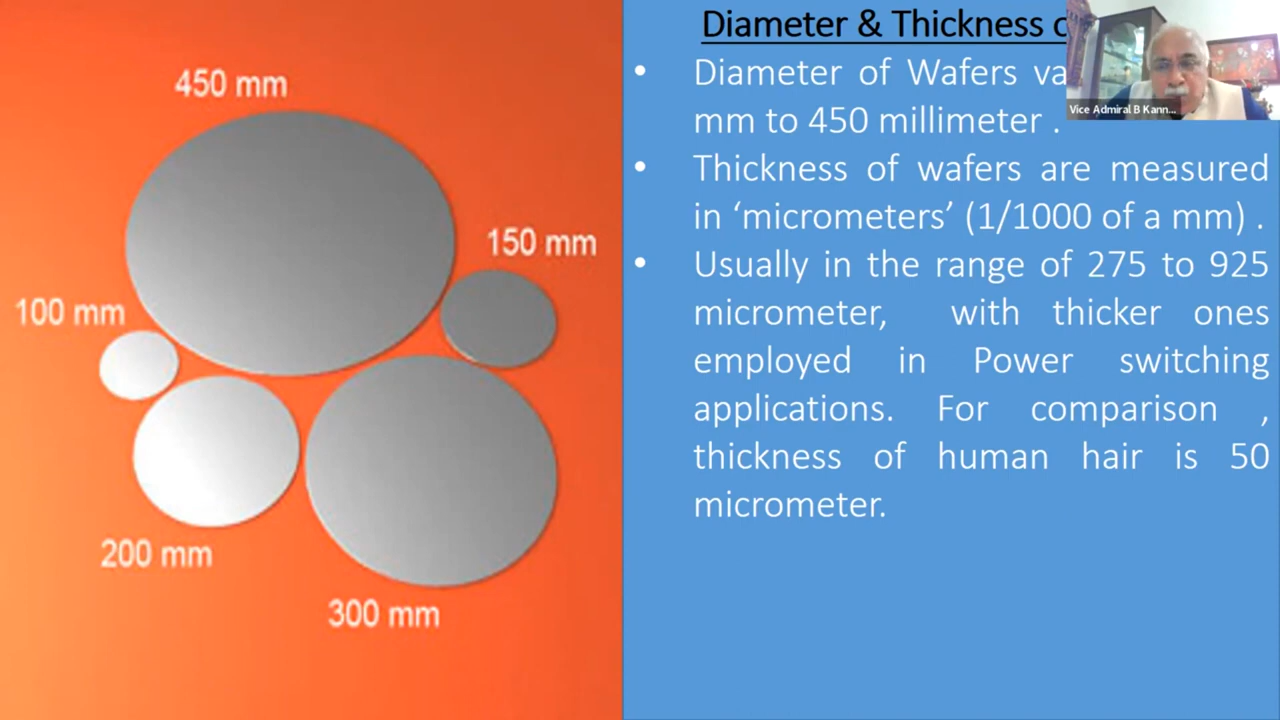 450 mm
150 mm
100 mm
200 mm
300 mm
Diameter & Thickness
• Diameter of Wafers
mm to 450 millimeter .
• Thickness of wafers are measured
in ‘micrometers’ (1/1000 of a mm) .
• Usually in the range of 275 to 925
micrometer, with thicker ones
employed in Power switching
applications. For comparison ,
thickness of human hair is 50
micrometer.
Vice Admiral B Kann...